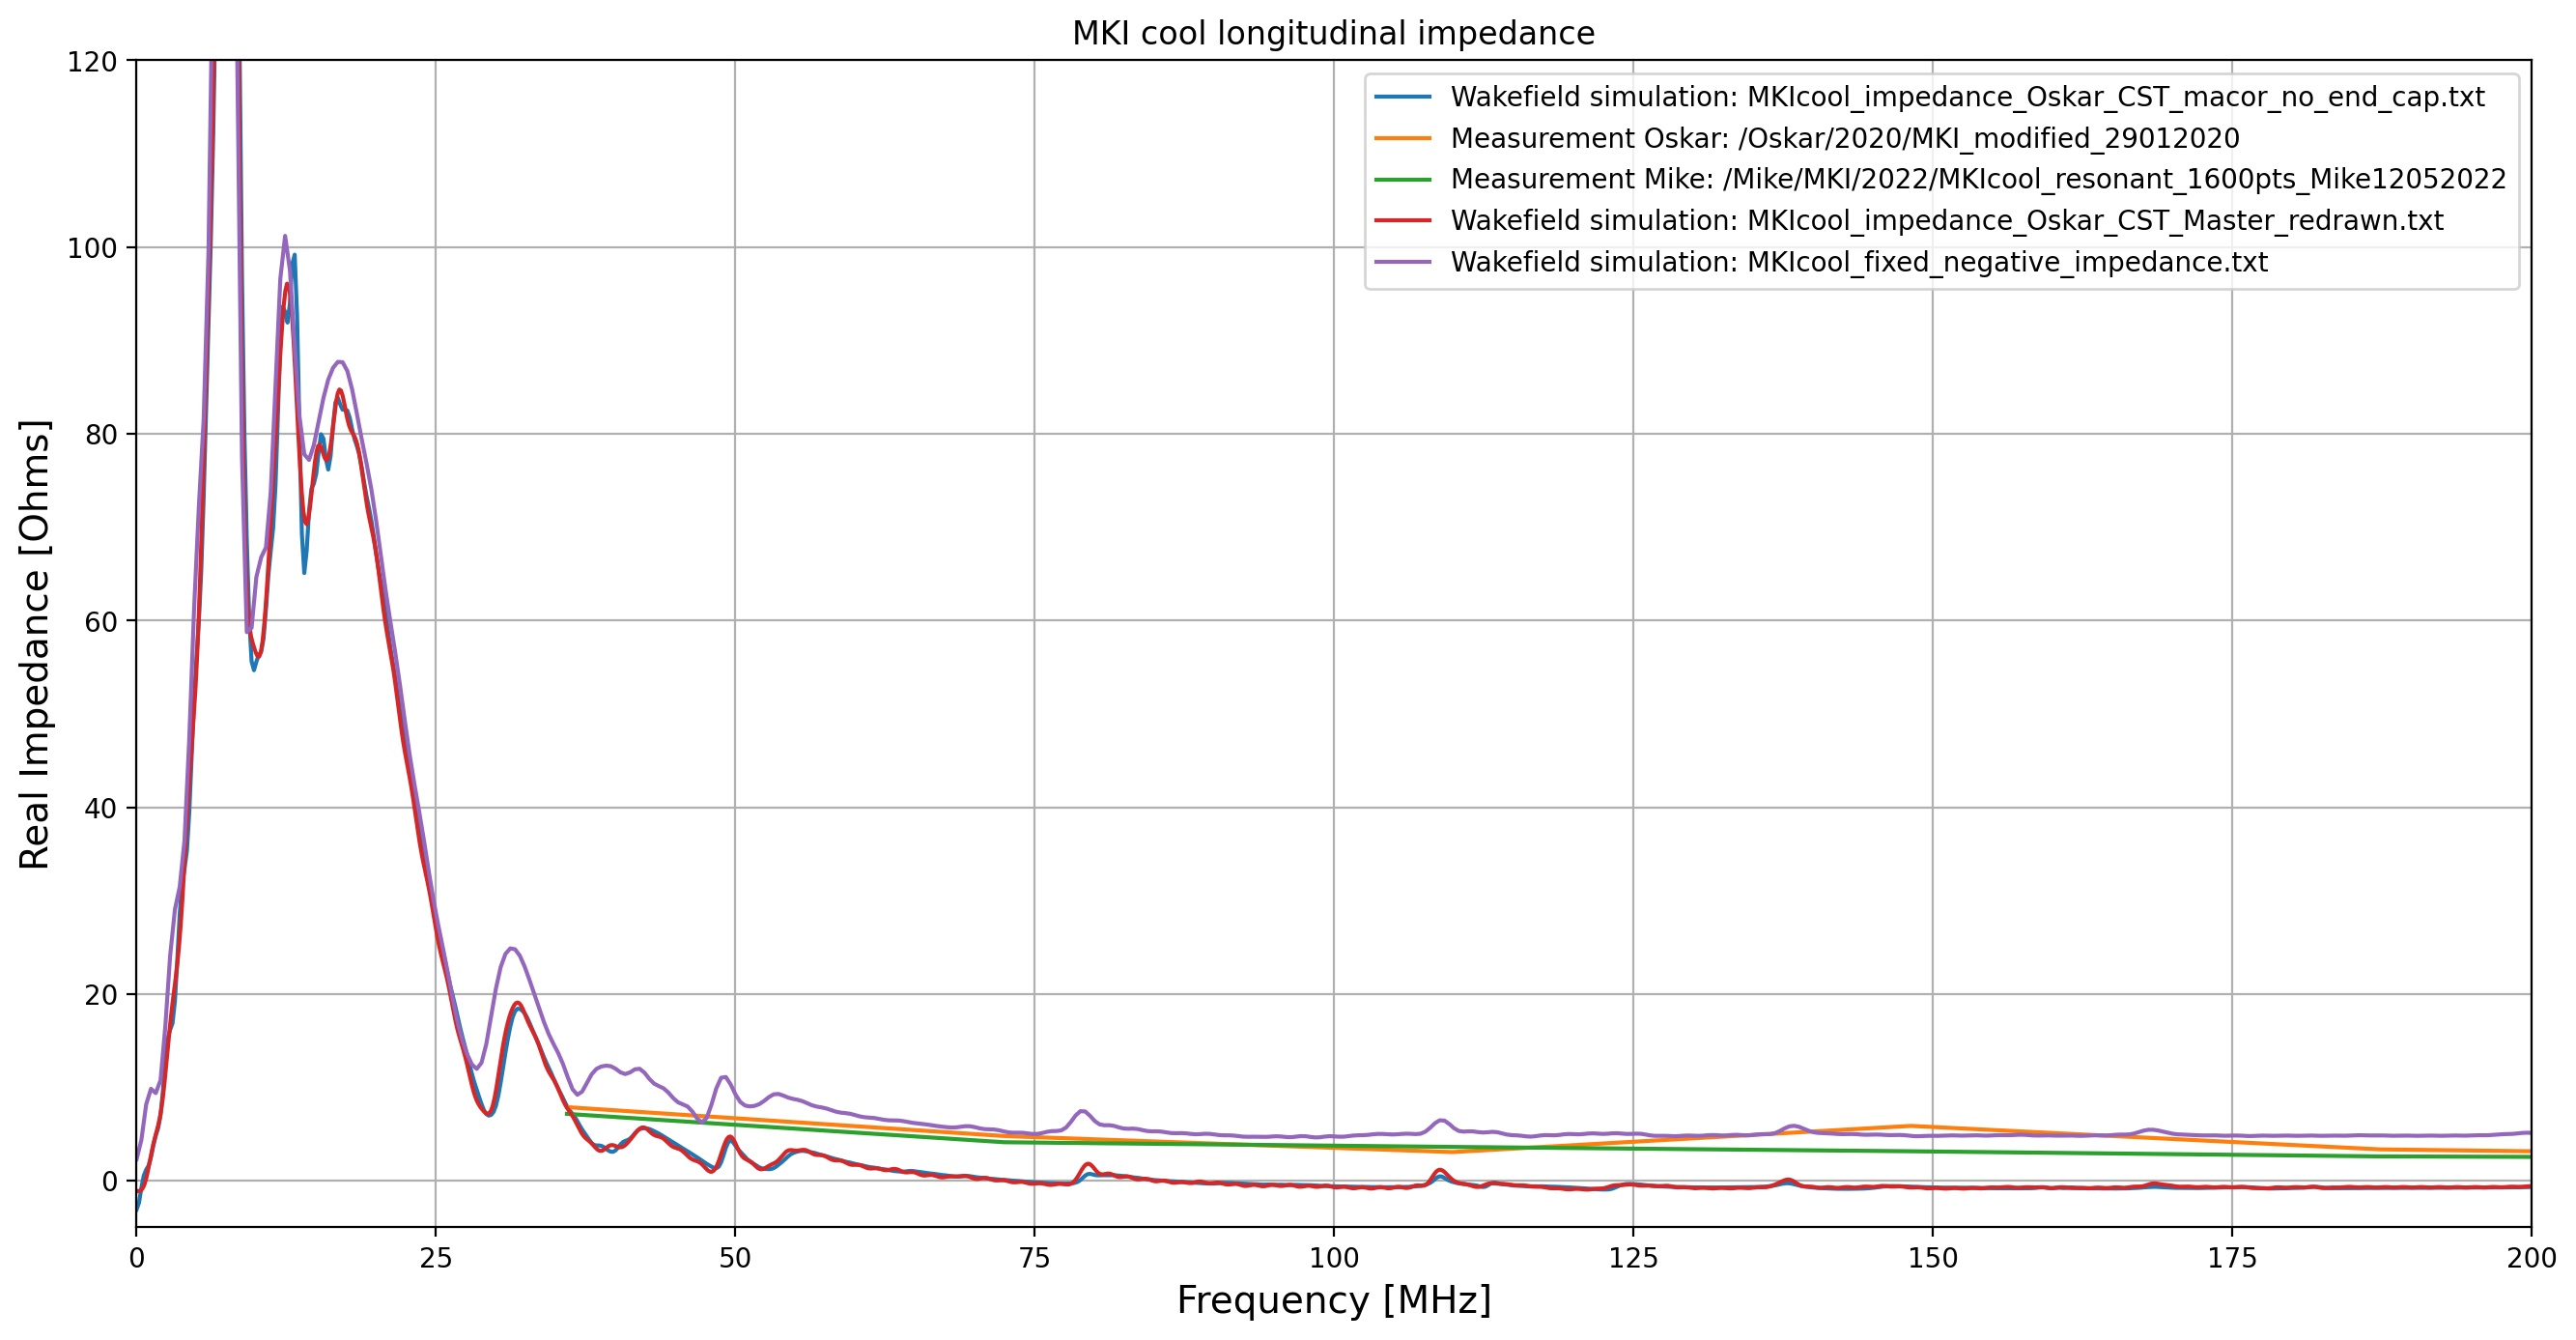 MKI cool longitudinal impedance
120
100
80
60
40
20
0
Real Impedance [Ohms]
Wakefield simulation: MKIcool_impedance_Oskar_CST_macor_no_end_cap.txt
Measurement Oskar: /Oskar/2020/MKI_modified_29012020
Measurement Mike: /Mike/MKI/2022/MKIcool_resonant_1600pts_Mike12052022
Wakefield simulation: MKIcool_impedance_Oskar_CST_Master_redrawn.txt
Wakefield simulation: MKIcool_fixed_negative_impedance.txt
0 25 50 75 100 125 150 175 200
Frequency [MHz]